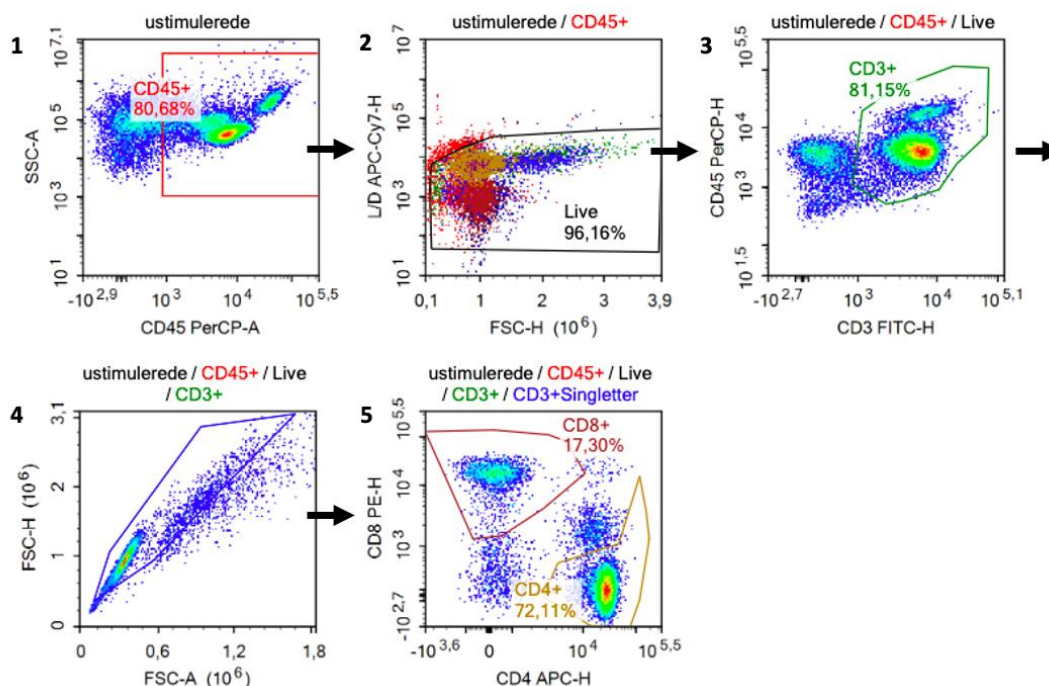 1
ustimulerede
10^7,1
10^5
10^3
10^1
SSC-A
CD45+
80,68%
-10^2,9
10^3
10^4
10^5,5
CD45 PerCP-A
2
ustimulerede / CD45+
10^7
10^5
10^3
10^1
L/D APC-Cy7-H
Live
96,16%
0,1
1
2
3
3,9
FSC-H (10^6)
3
ustimulerede / CD45+ / Live
10^5,5
10^4
10^3
10^1,5
CD45 PerCP-H
CD3+
81,15%
-10^2,7
10^3
10^4
10^5,1
CD3 FITC-H
4
ustimulerede / CD45+ / Live
/ CD3+
3,1
2
1
0
FSC-H (10^6)
0
0,6
1,2
1,8
FSC-A (10^6)
5
ustimulerede / CD45+ / Live
/ CD3+ / CD3+Singletter
10^5,5
10^4
10^3
-10^2,7
CD8 PE-H
CD8+
17,30%
CD4+
72,11%
-10^3,6
0
10^4
10^5,5
CD4 APC-H